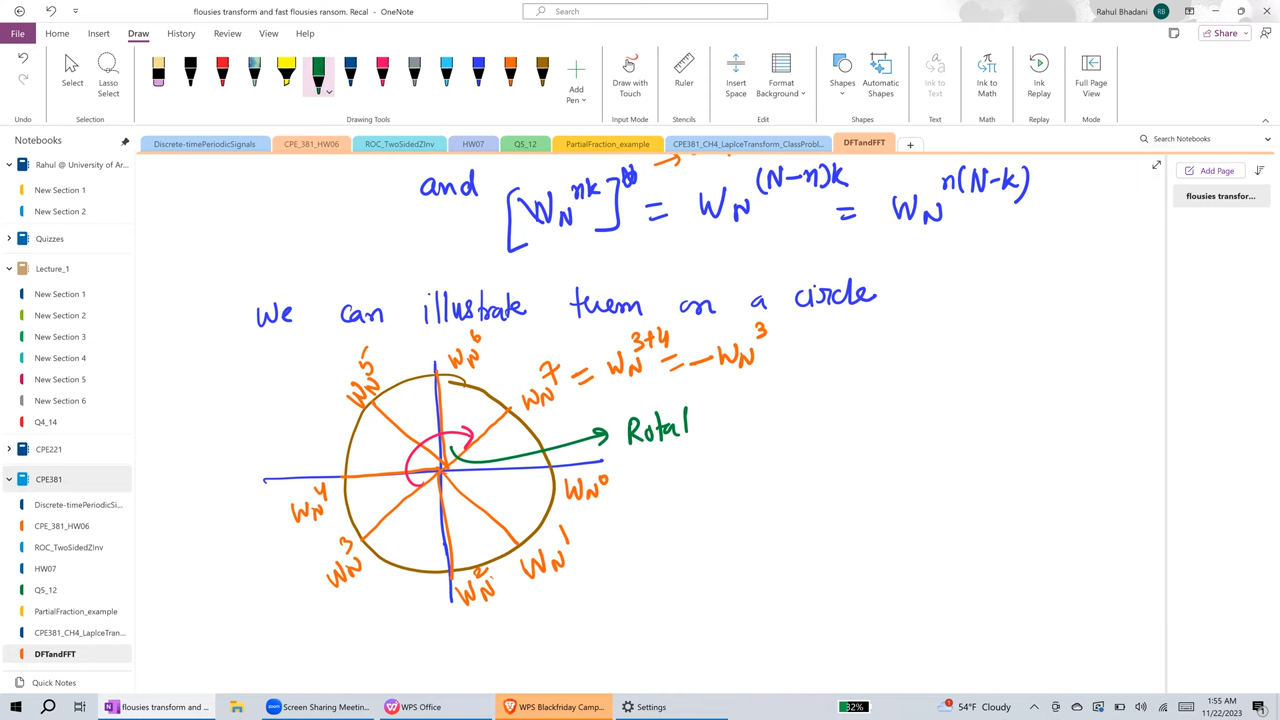 flousies transform and fast flousies ransom. Recal - OneNote
Search
Rahul Bhadani
RB
File Home Insert Draw History Review View Help
Share
Undo
Select
Lasso Select
Add Pen
Draw with Touch
Ruler
Insert Space
Format Background
Shapes
Automatic Shapes
Ink to Text
Ink to Math
Ink Replay
Full Page View
Undo Selection Drawing Tools Input Mode Stencils Edit Shapes Text Math Replay Mode
Notebooks
Discrete-timePeriodicSignals CPE_381_HW06 ROC_TwoSidedZInv HW07 Q5_12 PartialFraction_example CPE381_CH4_LaplceTransform_ClassProbl... DFTandFFT
Search Notebooks
Add Page
flousies transfor...
Rahul @ University of Ar...
New Section 1
New Section 2
Quizzes
Lecture_1
New Section 1
New Section 2
New Section 3
New Section 4
New Section 5
New Section 6
Q4_14
CPE221
CPE381
Discrete-timePeriodicSi...
CPE_381_HW06
ROC_TwoSidedZInv
HW07
Q5_12
PartialFraction_example
CPE381_CH4_LaplceTran...
DFTandFFT
Quick Notes
and [W_N^{nk}]^* = W_N^{(N-n)k} = W_N^{n(N-k)}
We can illustrate them on a circle
W_N^6
W_N^5
W_N^7 = W_N^{3+4} = -W_N^3
Rotal
W_N^0
W_N^4
W_N^3
W_N^1
W_N^2
flousies transform and ...
Screen Sharing Meetin...
WPS Office
WPS Blackfriday Camp...
Settings
32%
54°F Cloudy
1:55 AM
11/22/2023